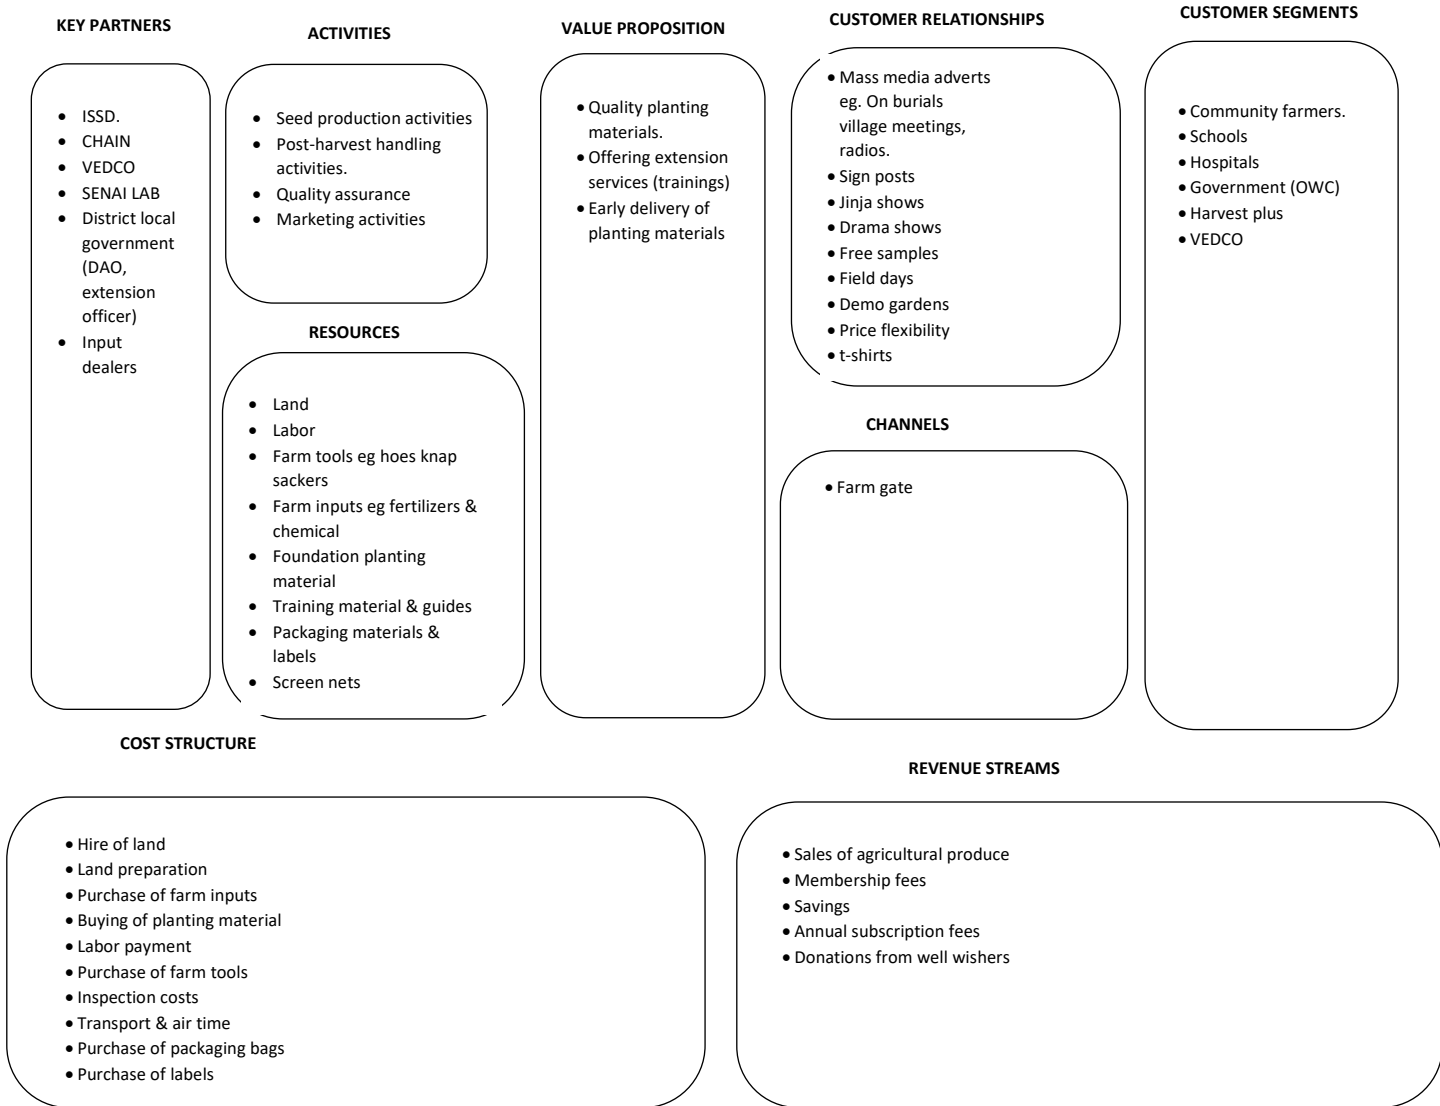 KEY PARTNERS
• ISSD.
• CHAIN
• VEDCO
• SENAI LAB
• District local
government
(DAO,
extension
officer)
• Input
dealers
ACTIVITIES
• Seed production activities
• Post-harvest handling
activities.
• Quality assurance
• Marketing activities
RESOURCES
• Land
• Labor
• Farm tools eg hoes knap
sackers
• Farm inputs eg fertilizers &
chemical
• Foundation planting
material
• Training material & guides
• Packaging materials &
labels
• Screen nets
VALUE PROPOSITION
• Quality planting
materials.
• Offering extension
services (trainings)
• Early delivery of
planting materials
CUSTOMER RELATIONSHIPS
• Mass media adverts
eg. On burials
village meetings,
radios.
• Sign posts
• Jinja shows
• Drama shows
• Free samples
• Field days
• Demo gardens
• Price flexibility
• t-shirts
CHANNELS
• Farm gate
CUSTOMER SEGMENTS
• Community farmers.
• Schools
• Hospitals
• Government (OWC)
• Harvest plus
• VEDCO
COST STRUCTURE
• Hire of land
• Land preparation
• Purchase of farm inputs
• Buying of planting material
• Labor payment
• Purchase of farm tools
• Inspection costs
• Transport & air time
• Purchase of packaging bags
• Purchase of labels
REVENUE STREAMS
• Sales of agricultural produce
• Membership fees
• Savings
• Annual subscription fees
• Donations from well wishers